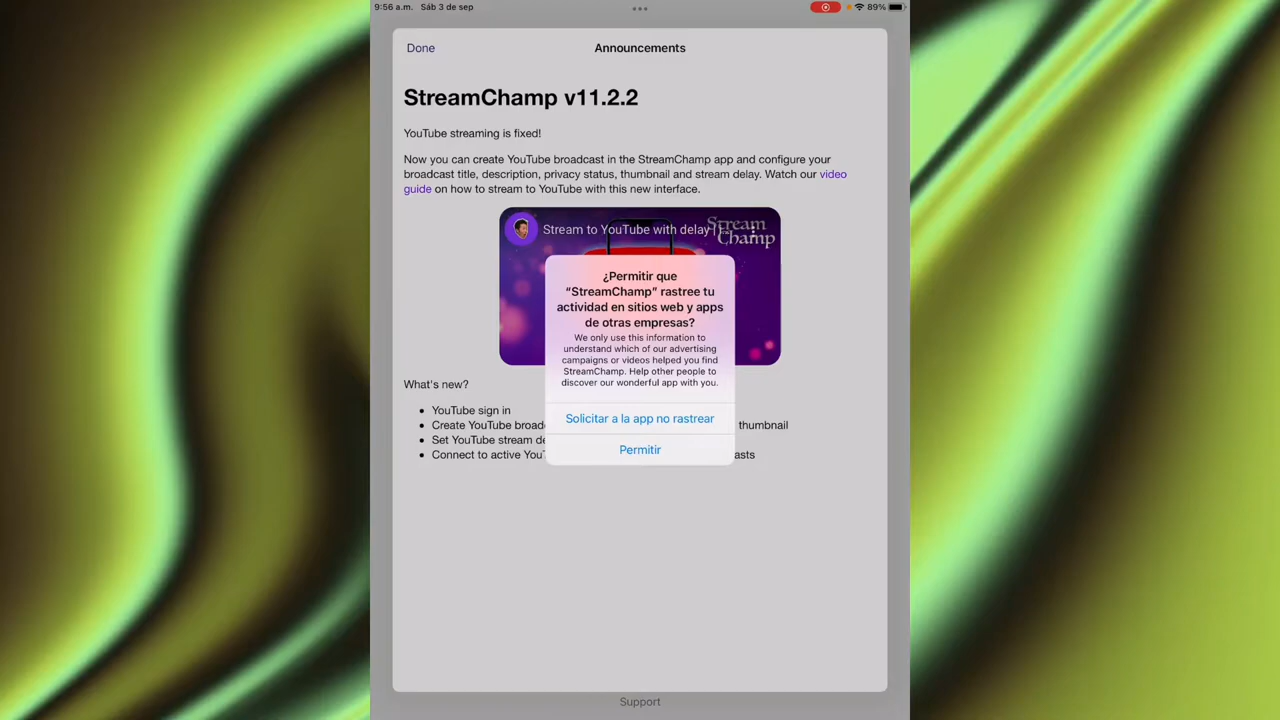 9:56 a.m. Sáb 3 de sep
89%
Done
Announcements
StreamChamp v11.2.2
YouTube streaming is fixed!
Now you can create YouTube broadcast in the StreamChamp app and configure your
broadcast title, description, privacy status, thumbnail and stream delay. Watch our video
guide on how to stream to YouTube with this new interface.
Stream to YouTube with delay
Stream
Champ
¿Permitir que
“StreamChamp” rastree tu
actividad en sitios web y apps
de otras empresas?
We only use this information to
understand which of our advertising
campaigns or videos helped you find
StreamChamp. Help other people to
discover our wonderful app with you.
Solicitar a la app no rastrear
Permitir
What's new?
• YouTube sign in
• Create YouTube broad thumbnail
• Set YouTube stream de
• Connect to active You asts
Support